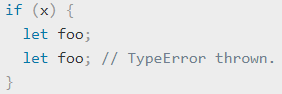 if (x) {
  let foo;
  let foo; // TypeError thrown.
}